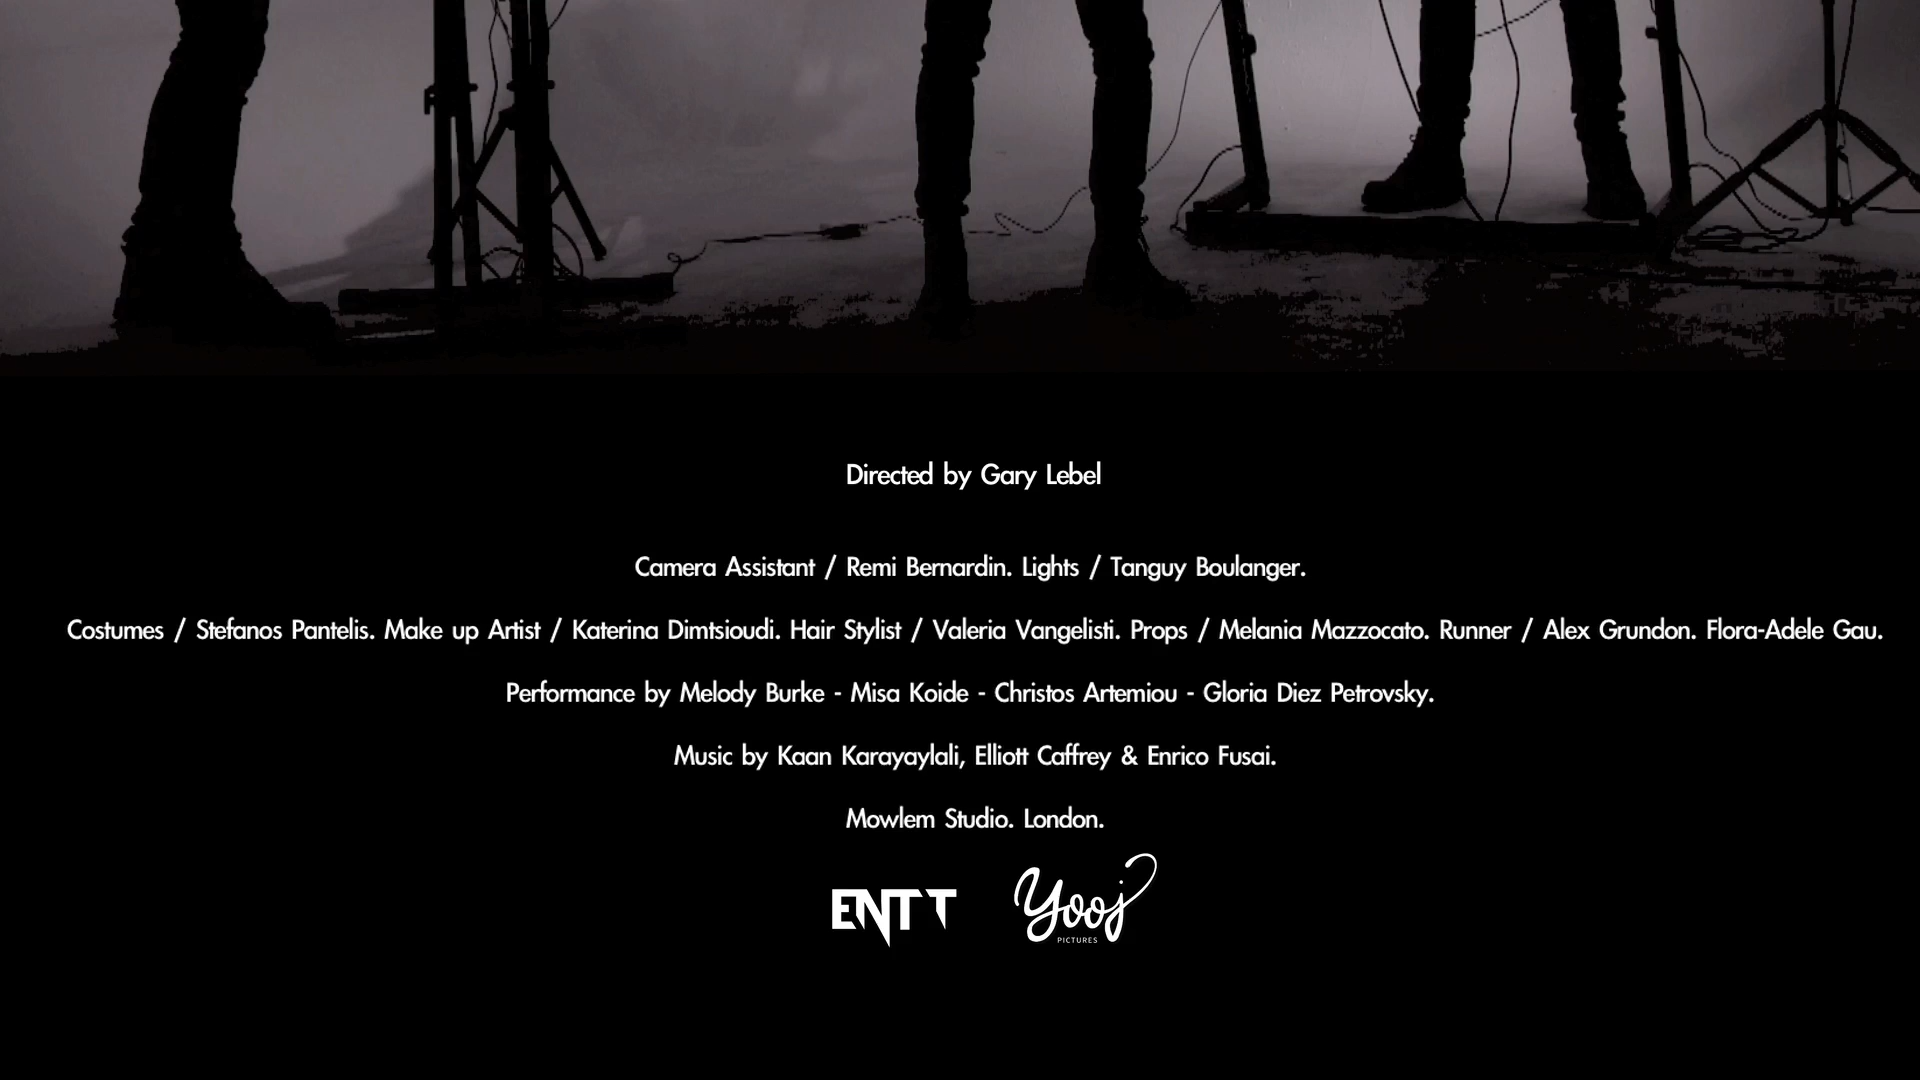 Directed by Gary Lebel
Camera Assistant / Remi Bernardin. Lights / Tanguy Boulanger.
Costumes / Stefanos Pantelis. Make up Artist / Katerina Dimtsioudi. Hair Stylist / Valeria Vangelisti. Props / Melania Mazzocato. Runner / Alex Grundon. Flora-Adele Gau.
Performance by Melody Burke - Misa Koide - Christos Artemiou - Gloria Diez Petrovsky.
Music by Kaan Karayaylali, Elliott Caffrey & Enrico Fusai.
Mowlem Studio. London.
ENTT Yooj
PICTURES